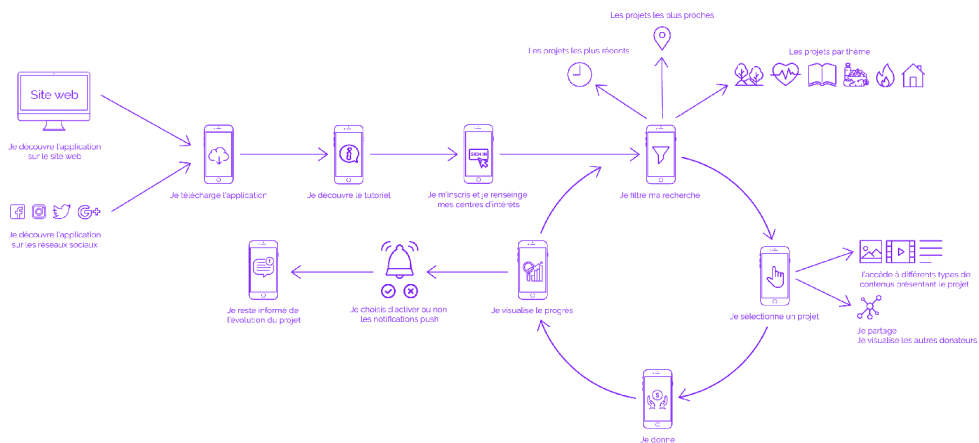 Les projets les plus proches
Les projets les plus récents
Les projets par thème
Site web
Je découvre l'application
sur le site web
Je télécharge l'application
Je découvre le tutoriel
SIGN IN
Je m'inscris et je renseinge
mes centres d'intérêts
Je filtre ma recherche
Je découvre l'application
sur les réseaux sociaux
Je reste informé de
l'évolution du projet
Je choisis d'activer ou non
les notifications push
Je visualise le progrès
Je sélectionne un projet
J'accède à différents types de
contenus présentant le projet
Je partage
Je visualise les autres donateurs
Je donne